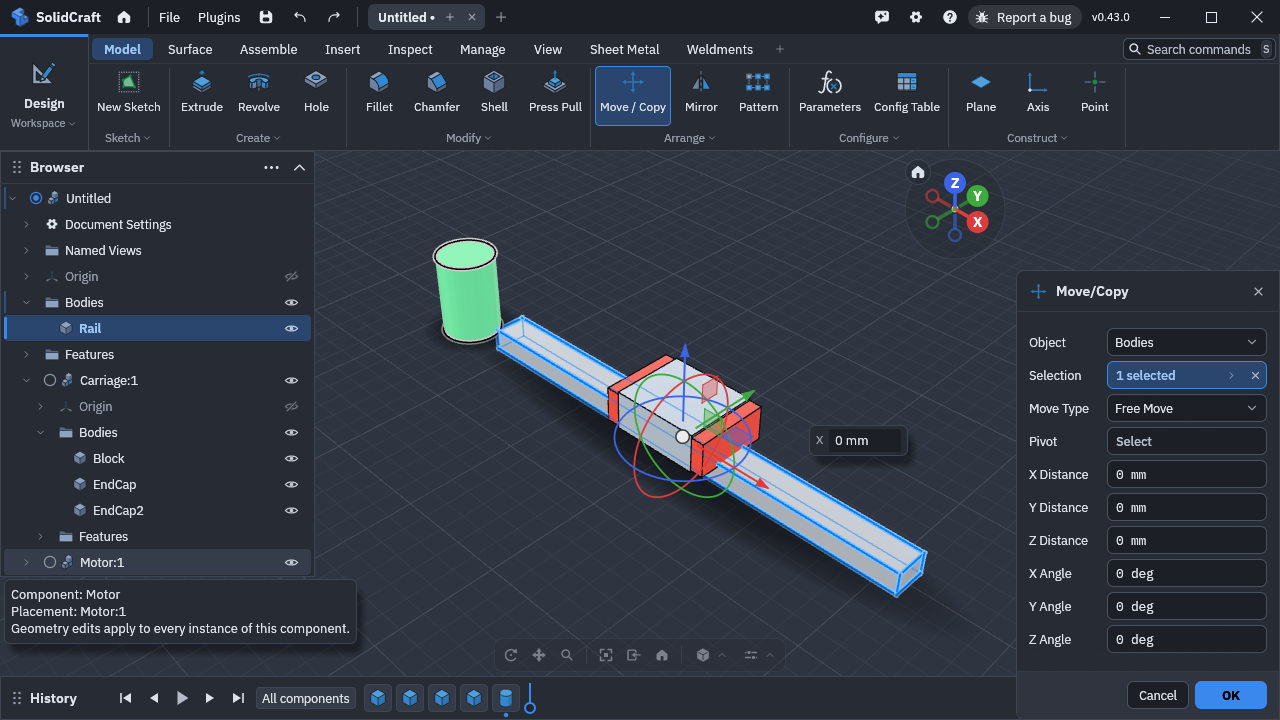 SolidCraft
File
Plugins
Untitled •
Report a bug
v0.43.0
Design
Workspace
Model
Surface
Assemble
Insert
Inspect
Manage
View
Sheet Metal
Weldments
Search commands
S
New Sketch
Extrude
Revolve
Hole
Fillet
Chamfer
Shell
Press Pull
Move / Copy
Mirror
Pattern
Parameters
Config Table
Plane
Axis
Point
Sketch
Create
Modify
Arrange
Configure
Construct
Browser
Untitled
Document Settings
Named Views
Origin
Bodies
Rail
Features
Carriage:1
Origin
Bodies
Block
EndCap
EndCap2
Features
Motor:1
Component: Motor
Placement: Motor:1
Geometry edits apply to every instance of this component.
Z
Y
X
X 0 mm
Move/Copy
Object Bodies
Selection 1 selected
Move Type Free Move
Pivot Select
X Distance 0 mm
Y Distance 0 mm
Z Distance 0 mm
X Angle 0 deg
Y Angle 0 deg
Z Angle 0 deg
Cancel
OK
History
All components